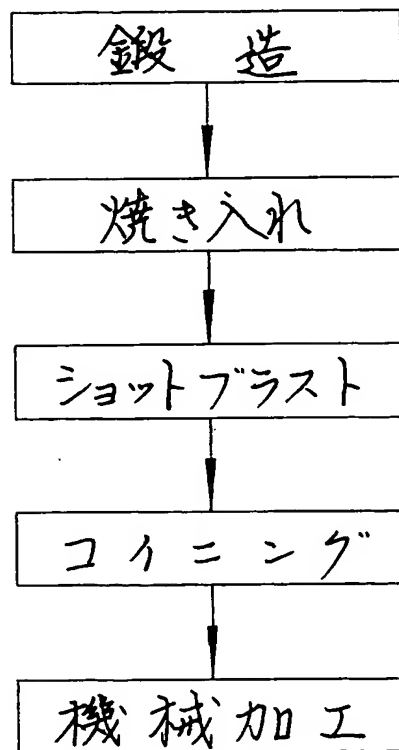 鍛造
焼き入れ
ショットブラスト
コイニング
機械加工